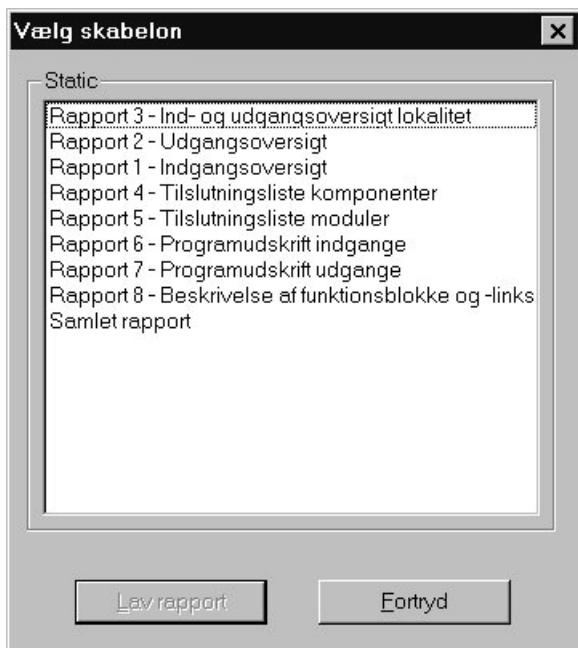 Vælg skabelon
Static
Rapport 3 - Ind- og udgangsoversigt lokalitet
Rapport 2 - Udgangsoversigt
Rapport 1 - Indgangsoversigt
Rapport 4 - Tilslutningsliste komponenter
Rapport 5 - Tilslutningsliste moduler
Rapport 6 - Programudskrift indgange
Rapport 7 - Programudskrift udgange
Rapport 8 - Beskrivelse af funktionsblokke og -links
Samlet rapport
Lav rapport
Fortryd